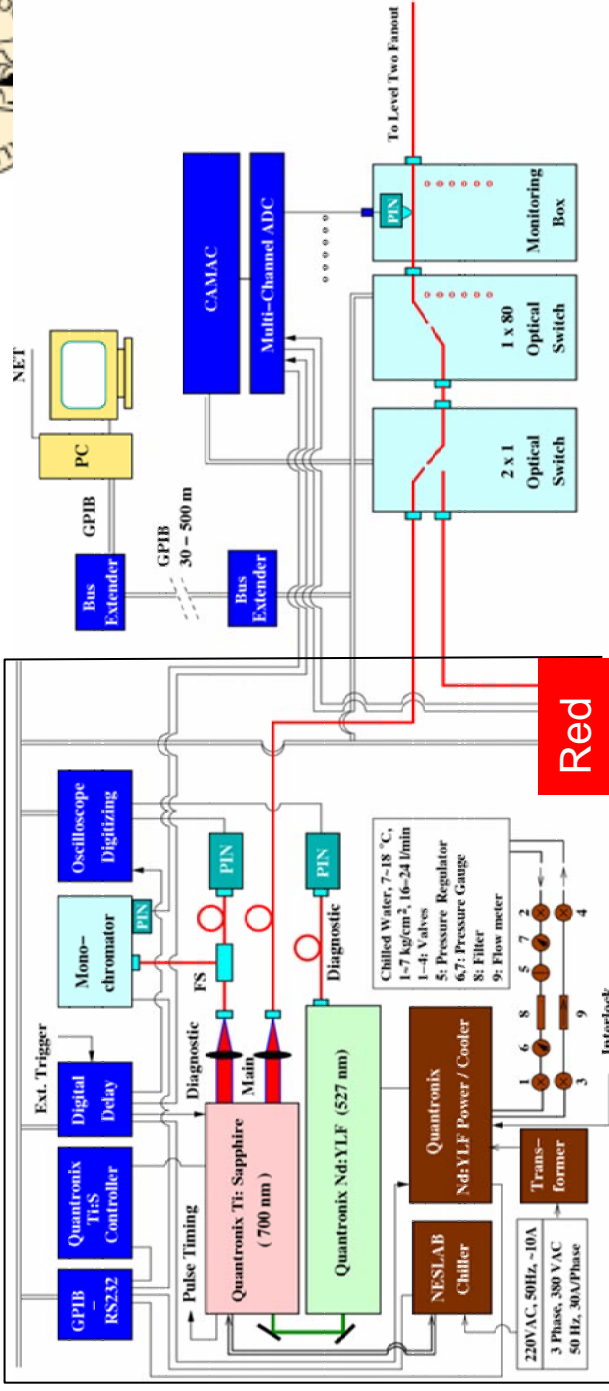 GPIB
–
RS232
Quantronix
Ti:S
Controller
Ext. Trigger
Digital
Delay
Mono–
chromator
PIN
Oscilloscope
Digitizing
Pulse Timing
Quantronix Ti: Sapphire
( 700 nm )
Diagnostic
Main
FS
PIN
Quantronix Nd:YLF (527 nm)
Diagnostic
PIN
NESLAB
Chiller
Quantronix
Nd:YLF Power / Cooler
Chilled Water, 7~18 °C,
1~7 kg/cm², 16~24 l/min
1–4: Valves
5: Pressure Regulator
6,7: Pressure Gauge
8: Filter
9: Flow meter
220VAC, 50Hz, ~10A
3 Phase, 380 VAC
50 Hz, 30A/Phase
Trans–
former
1
6
8
5
7
2
3
9
4
Interlock
Red
NET
Bus
Extender
GPIB
PC
GPIB
30 – 500 m
Bus
Extender
CAMAC
Multi–Channel ADC
2 x 1
Optical
Switch
1 x 80
Optical
Switch
PIN
Monitoring
Box
To Level Two Fanout